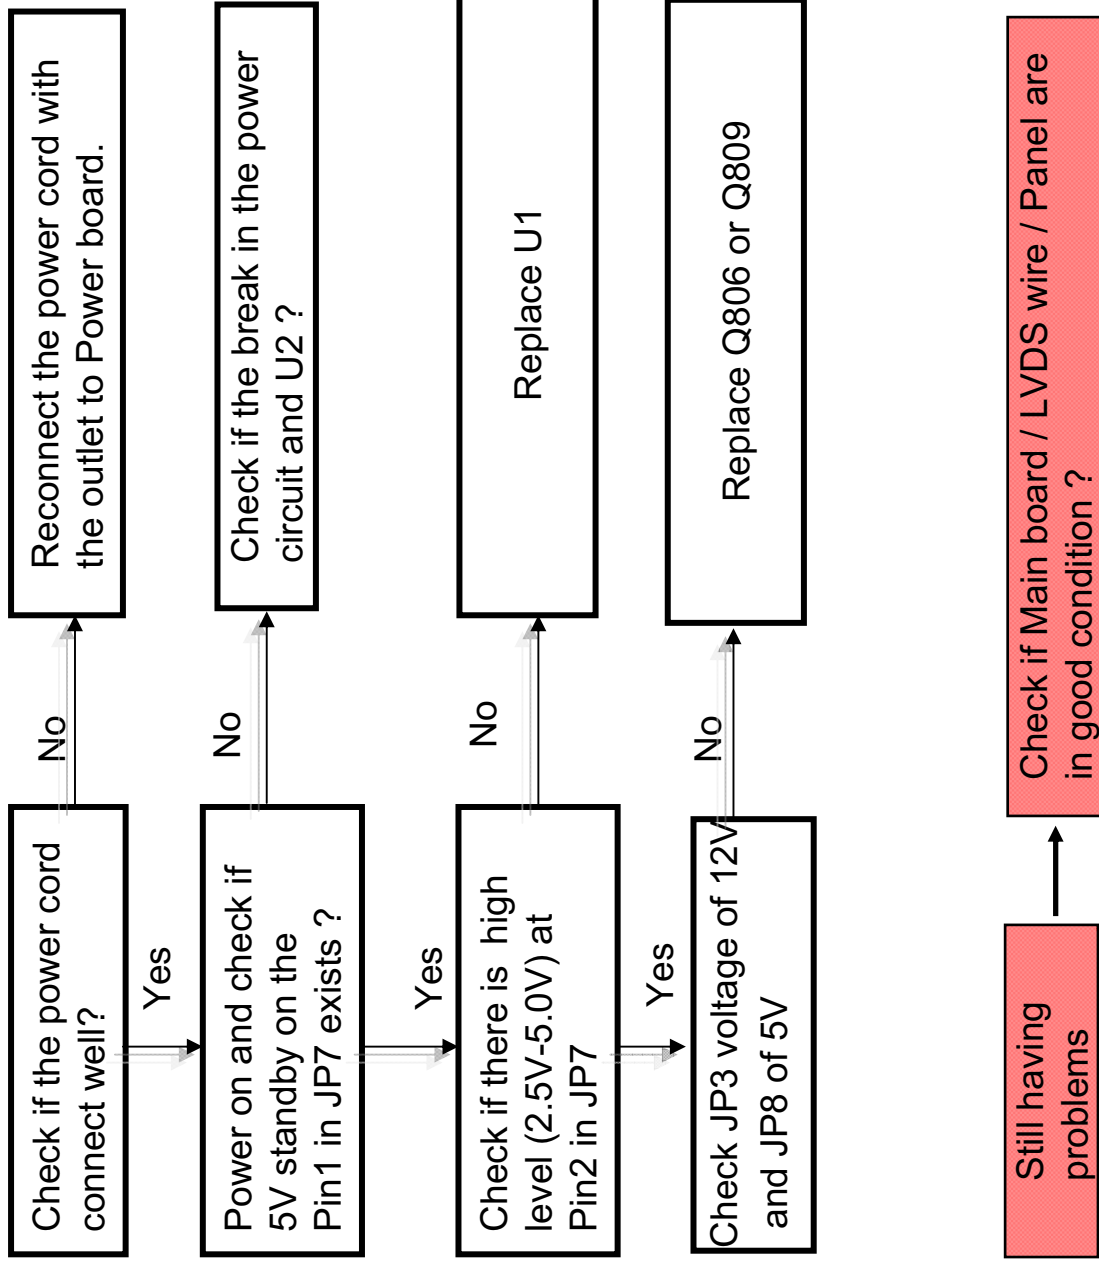 Check if the power cord
connect well?
No
Reconnect the power cord with
the outlet to Power board.
Yes
Power on and check if
5V standby on the
Pin1 in JP7 exists ?
No
Check if the break in the power
circuit and U2 ?
Yes
Check if there is  high
level (2.5V-5.0V) at
Pin2 in JP7
No
Replace U1
Yes
Check JP3 voltage of 12V
and JP8 of 5V
No
Replace Q806 or Q809
Still having
problems
Check if Main board / LVDS wire / Panel are
in good condition ?